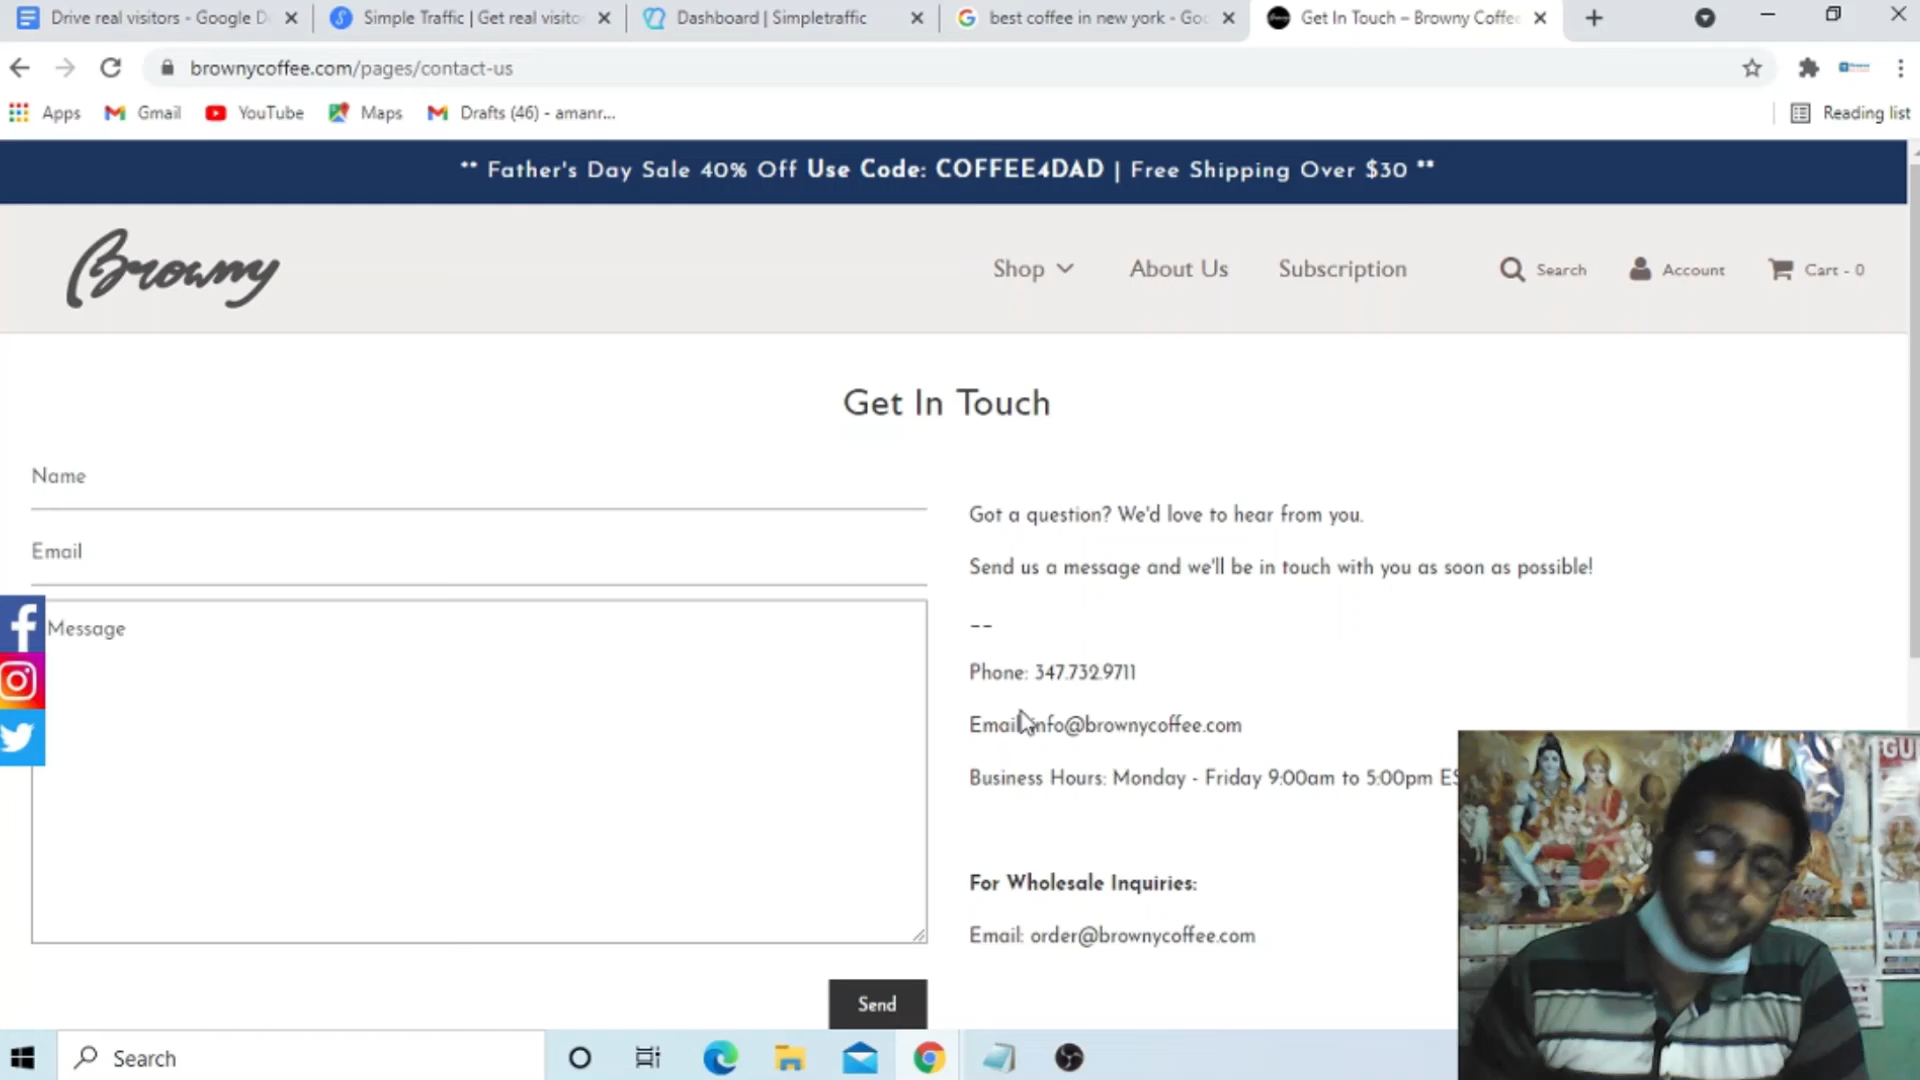 Drive real visitors - Google D
Simple Traffic | Get real visito
Dashboard | Simpletraffic
best coffee in new york - Goo
Get In Touch – Browny Coffee
brownycoffee.com/pages/contact-us
Apps
Gmail
YouTube
Maps
Drafts (46) - amanr...
Reading list
** Father's Day Sale 40% Off Use Code: COFFEE4DAD | Free Shipping Over $30 **
Browny
Shop
About Us
Subscription
Search
Account
Cart - 0
Get In Touch
Name
Email
Message
Send
Got a question? We'd love to hear from you.
Send us a message and we'll be in touch with you as soon as possible!
--
Phone: 347.732.9711
Email: info@brownycoffee.com
Business Hours: Monday - Friday 9:00am to 5:00pm ES
For Wholesale Inquiries:
Email: order@brownycoffee.com
GU
Search